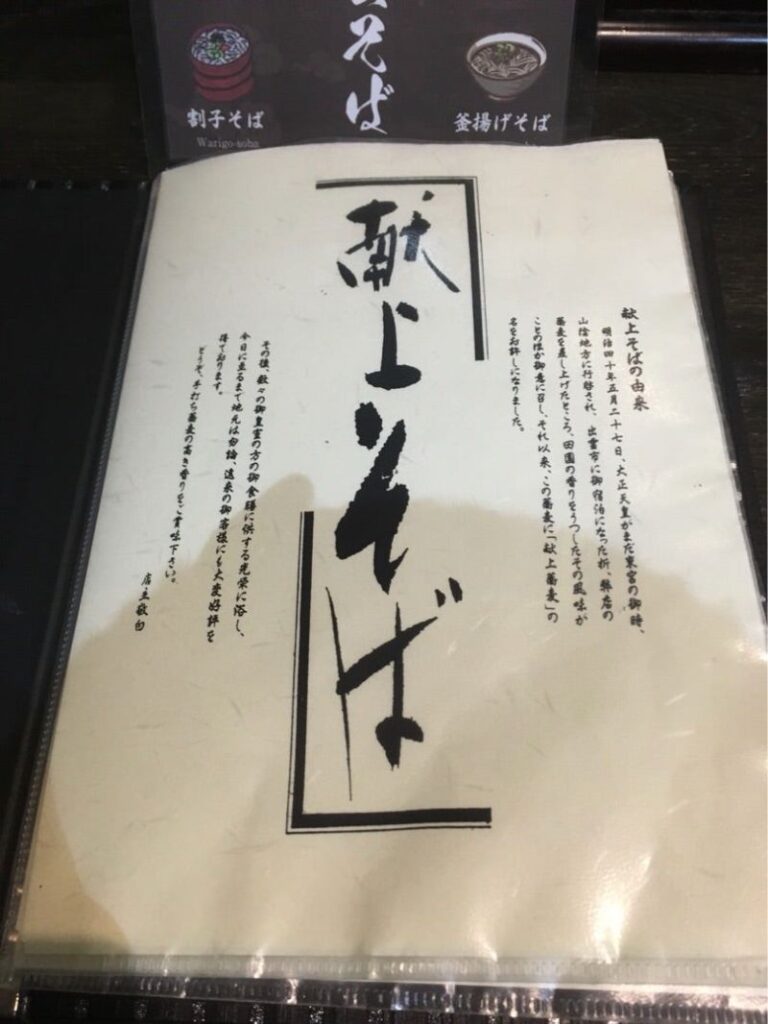 そば
割子そば
Warigo-soba
釜揚げそば
献上そば
献上そばの由来
明治四十年五月二十七日、大正天皇がまだ東宮の御時、
山陰地方に行啓され、出雲市に御宿泊になった折、弊店の
蕎麦を差し上げたところ、田園の香りをうつしたその風味が
ことのほか御意に召し、それ以来、この蕎麦に「献上蕎麦」の
名をお許しになりました。
その後、数々の御皇室の方の御食膳に供する光栄に浴し、
今日に至るまで地元は勿論、遠来の御客様にも大変好評を
得ております。
どうぞ、手打ち蕎麦の高き香りをご賞味下さい。
店主敬白